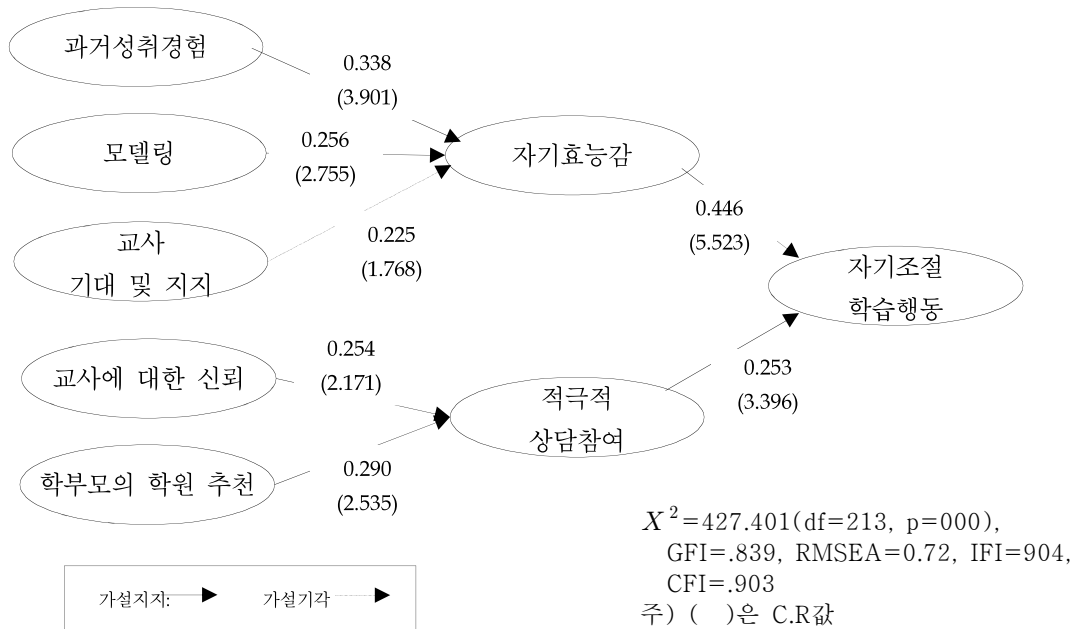 과거성취경험
0.338
(3.901)
모델링
0.256
(2.755)
자기효능감
교사
기대 및 지지
0.225
(1.768)
0.446
(5.523)
자기조절
학습행동
교사에 대한 신뢰
0.254
(2.171)
적극적
상담참여
0.253
(3.396)
학부모의 학원 추천
0.290
(2.535)
X²=427.401(df=213, p=000),
GFI=.839, RMSEA=0.72, IFI=904,
CFI=.903
주) ( )은 C.R값
가설지지: 가설기각